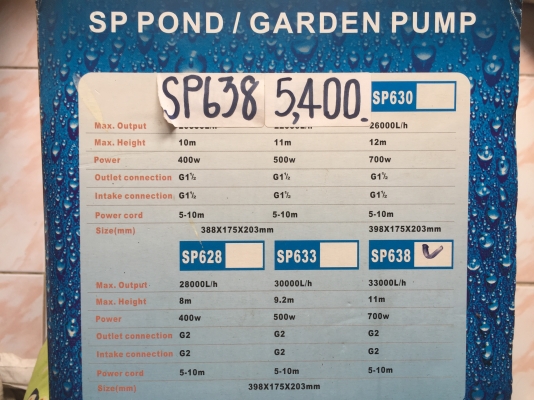 SP POND / GARDEN PUMP
SP638 5,400. SP630
Max. Output 26000L/h
Max. Height 10m 11m 12m
Power 400w 500w 700w
Outlet connection G1½ G1½ G1½
Intake connection G1½ G1½ G1½
Power cord 5-10m 5-10m 5-10m
Size(mm) 388X175X203mm 398X175X203mm
SP628 SP633 SP638
Max. Output 28000L/h 30000L/h 33000L/h
Max. Height 8m 9.2m 11m
Power 400w 500w 700w
Outlet connection G2 G2 G2
Intake connection G2 G2 G2
Power cord 5-10m 5-10m 5-10m
Size(mm) 398X175X203mm